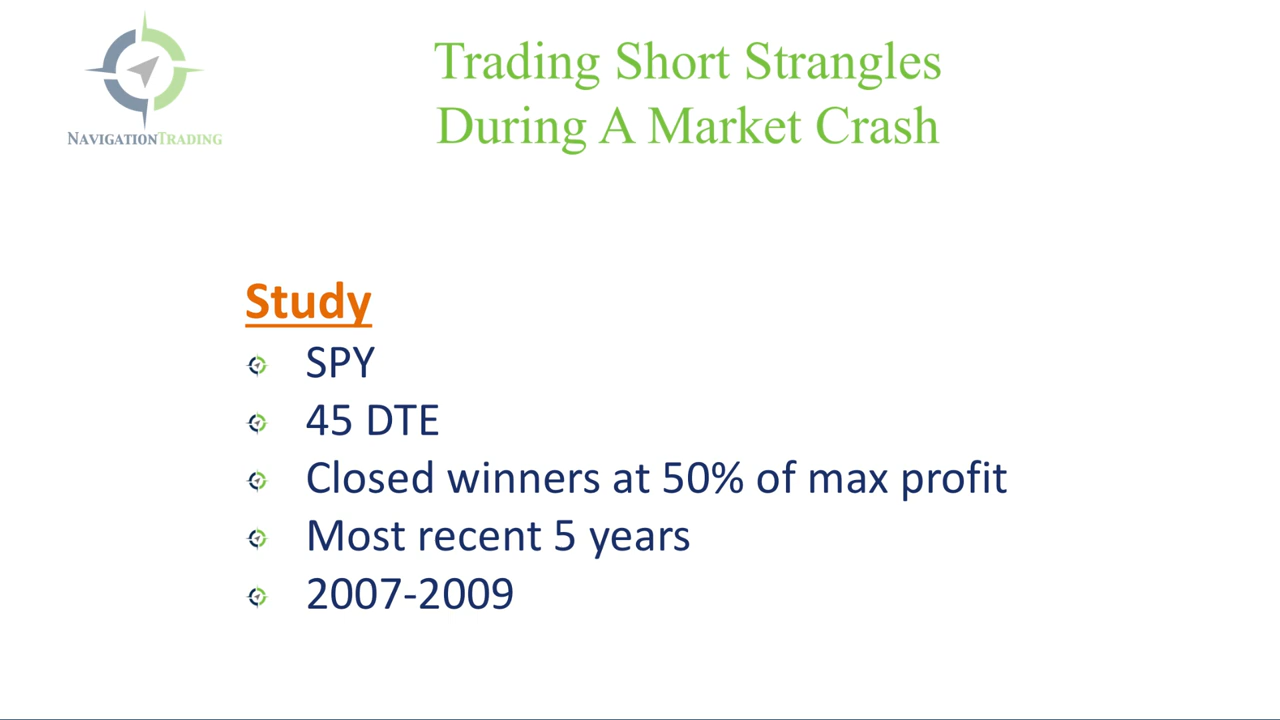 NAVIGATIONTRADING
Trading Short Strangles
During A Market Crash
Study
SPY
45 DTE
Closed winners at 50% of max profit
Most recent 5 years
2007-2009